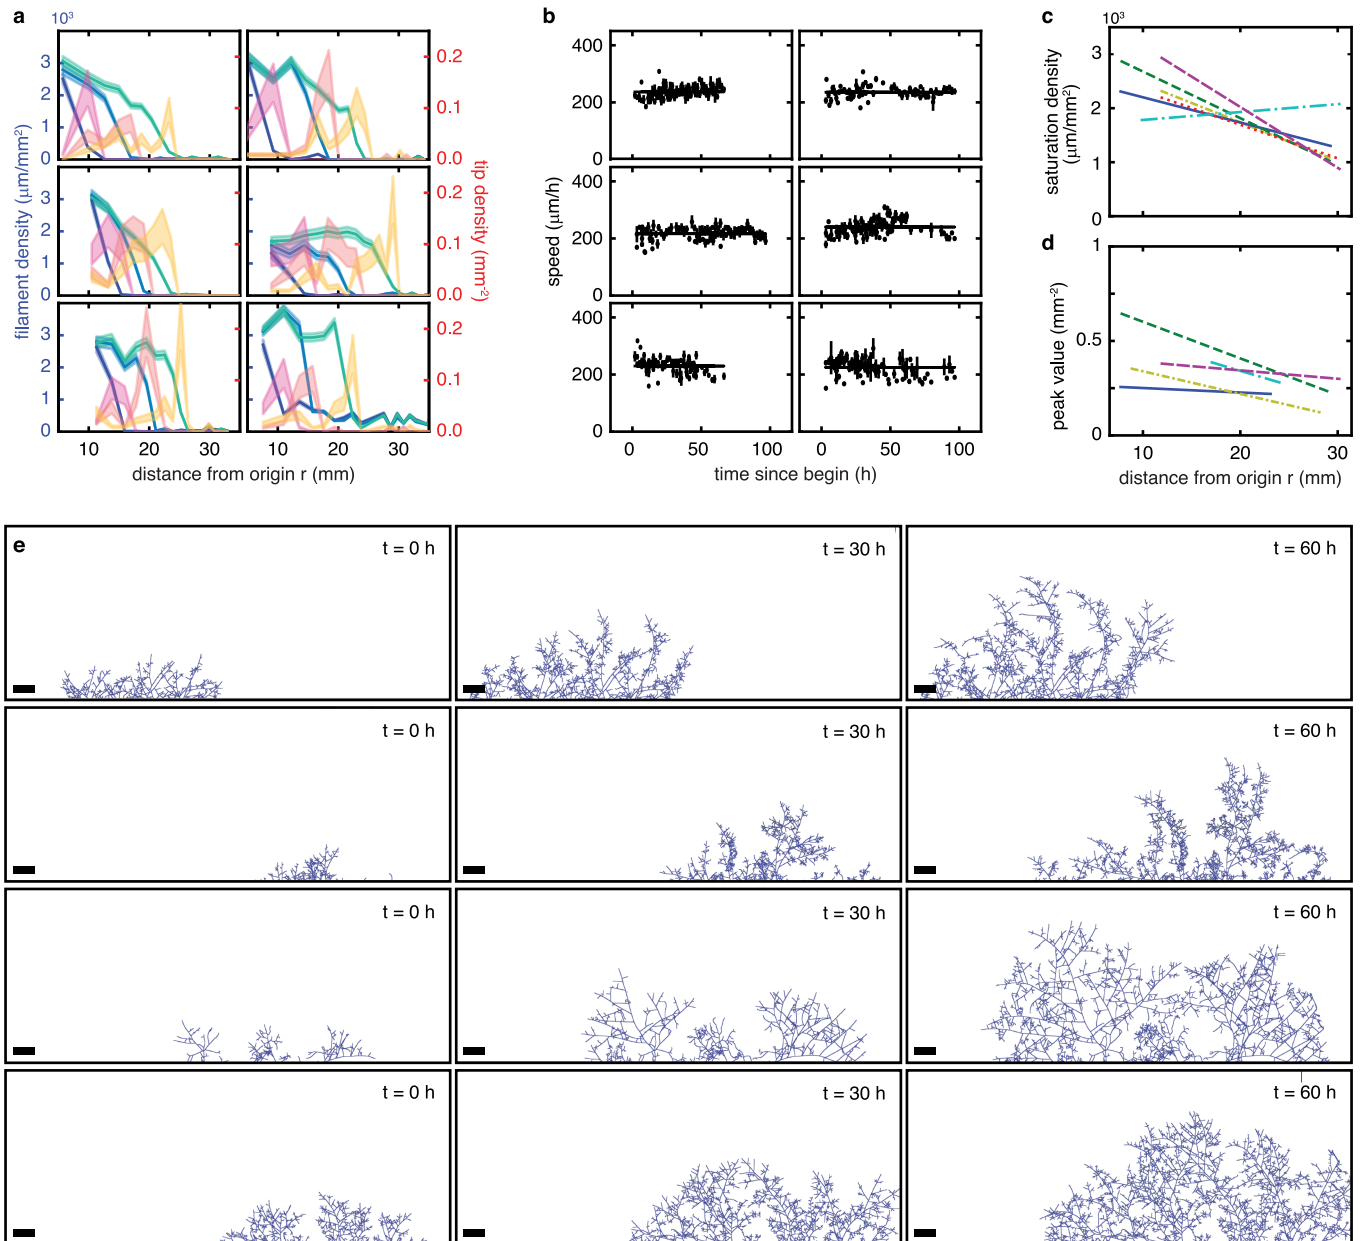 a
10³
3
2
1
0
0.2
0.1
0.0
3
2
1
0
0.2
0.1
0.0
3
2
1
0
0.2
0.1
0.0
filament density (μm/mm²)
tip density (mm⁻²)
10
20
30
10
20
30
distance from origin r (mm)
b
400
200
0
400
200
0
400
200
0
speed (μm/h)
0
50
100
0
50
100
time since begin (h)
c
10³
3
2
1
0
saturation density
(μm/mm²)
d
1
0.5
0
peak value (mm⁻²)
10
20
30
distance from origin r (mm)
e
t = 0 h
t = 30 h
t = 60 h
t = 0 h
t = 30 h
t = 60 h
t = 0 h
t = 30 h
t = 60 h
t = 0 h
t = 30 h
t = 60 h